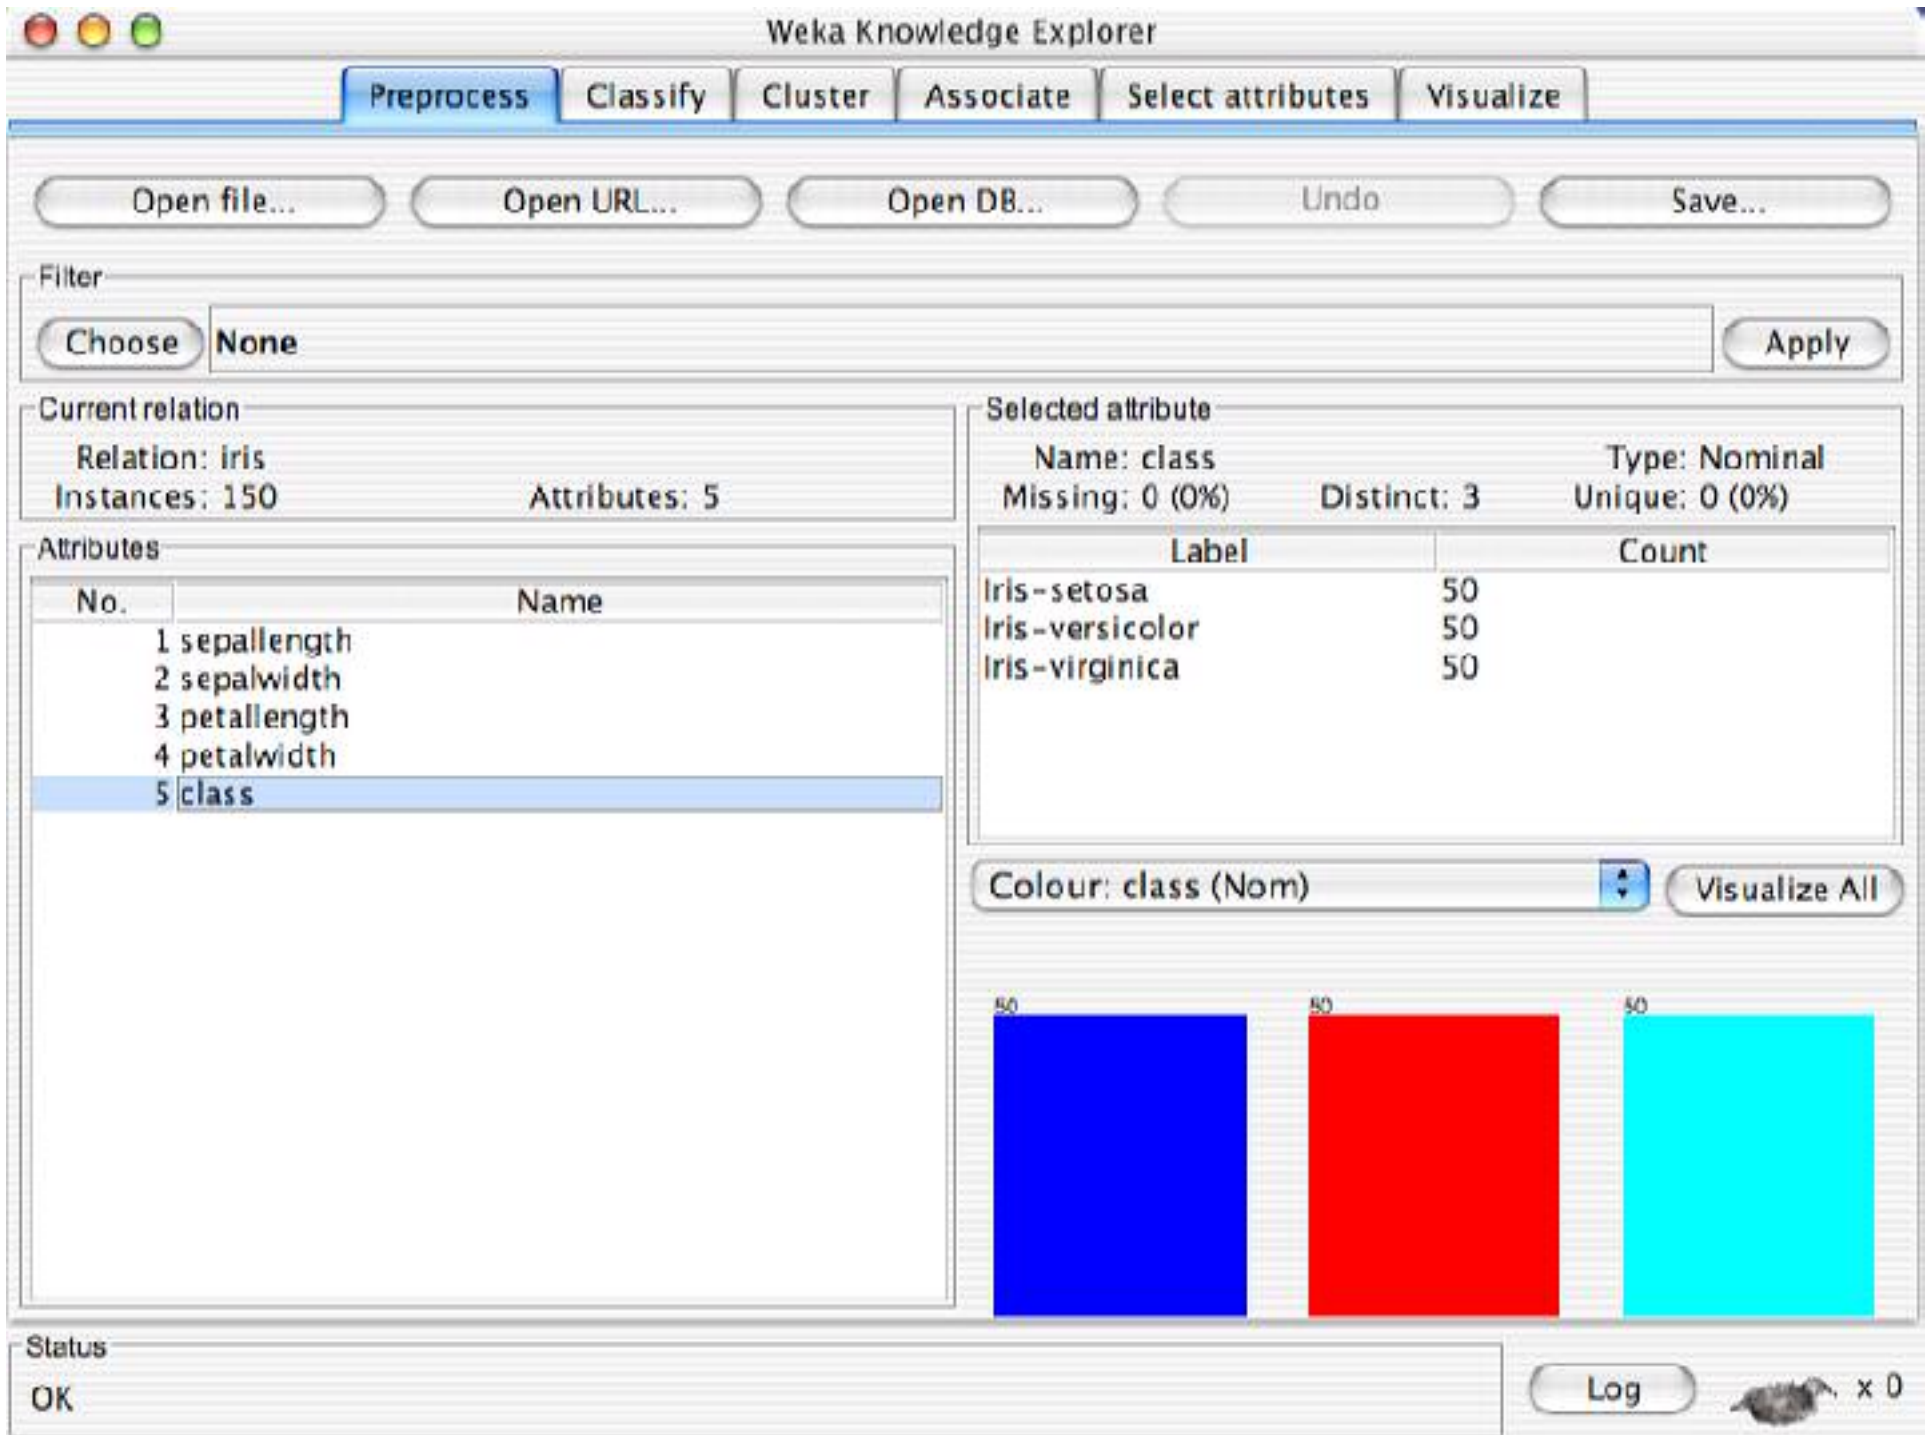 Weka Knowledge Explorer
Preprocess Classify Cluster Associate Select attributes Visualize
Open file... Open URL... Open DB... Undo Save...
Filter
Choose None Apply
Current relation
Relation: iris
Instances: 150 Attributes: 5
Attributes
No. Name
1 sepallength
2 sepalwidth
3 petallength
4 petalwidth
5 class
Selected attribute
Name: class Type: Nominal
Missing: 0 (0%) Distinct: 3 Unique: 0 (0%)
Label Count
Iris-setosa 50
Iris-versicolor 50
Iris-virginica 50
Colour: class (Nom) Visualize All
50 50 50
Status
OK
Log x 0